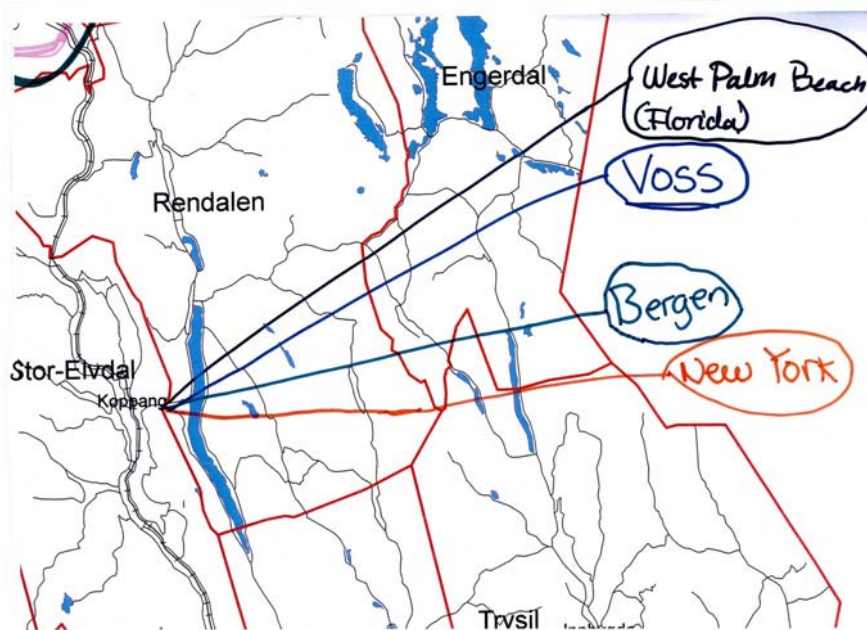 Engerdal
West Palm Beach
(Florida)
Voss
Rendalen
Bergen
Stor-Elvdal
New York
Koppang
Trysil